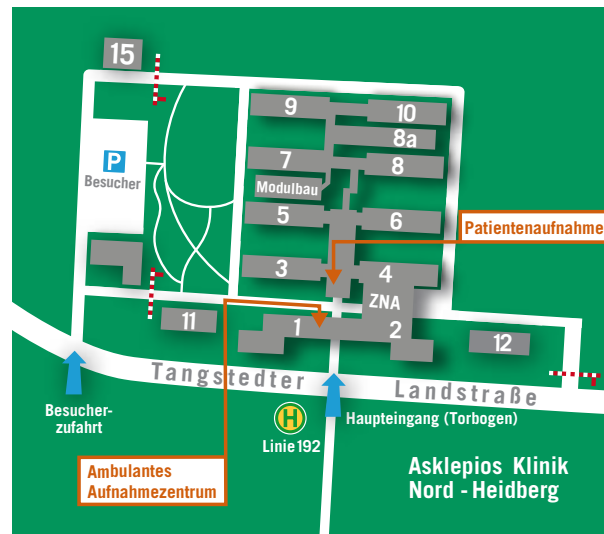 15
9
10
8a
7
8
P
Besucher
Modulbau
5
6
Patientenaufnahme
3
4
ZNA
11
1
2
12
Tangstedter Landstraße
Besucher-
zufahrt
H
Linie 192
Haupteingang (Torbogen)
Ambulantes
Aufnahmezentrum
Asklepios Klinik
Nord - Heidberg